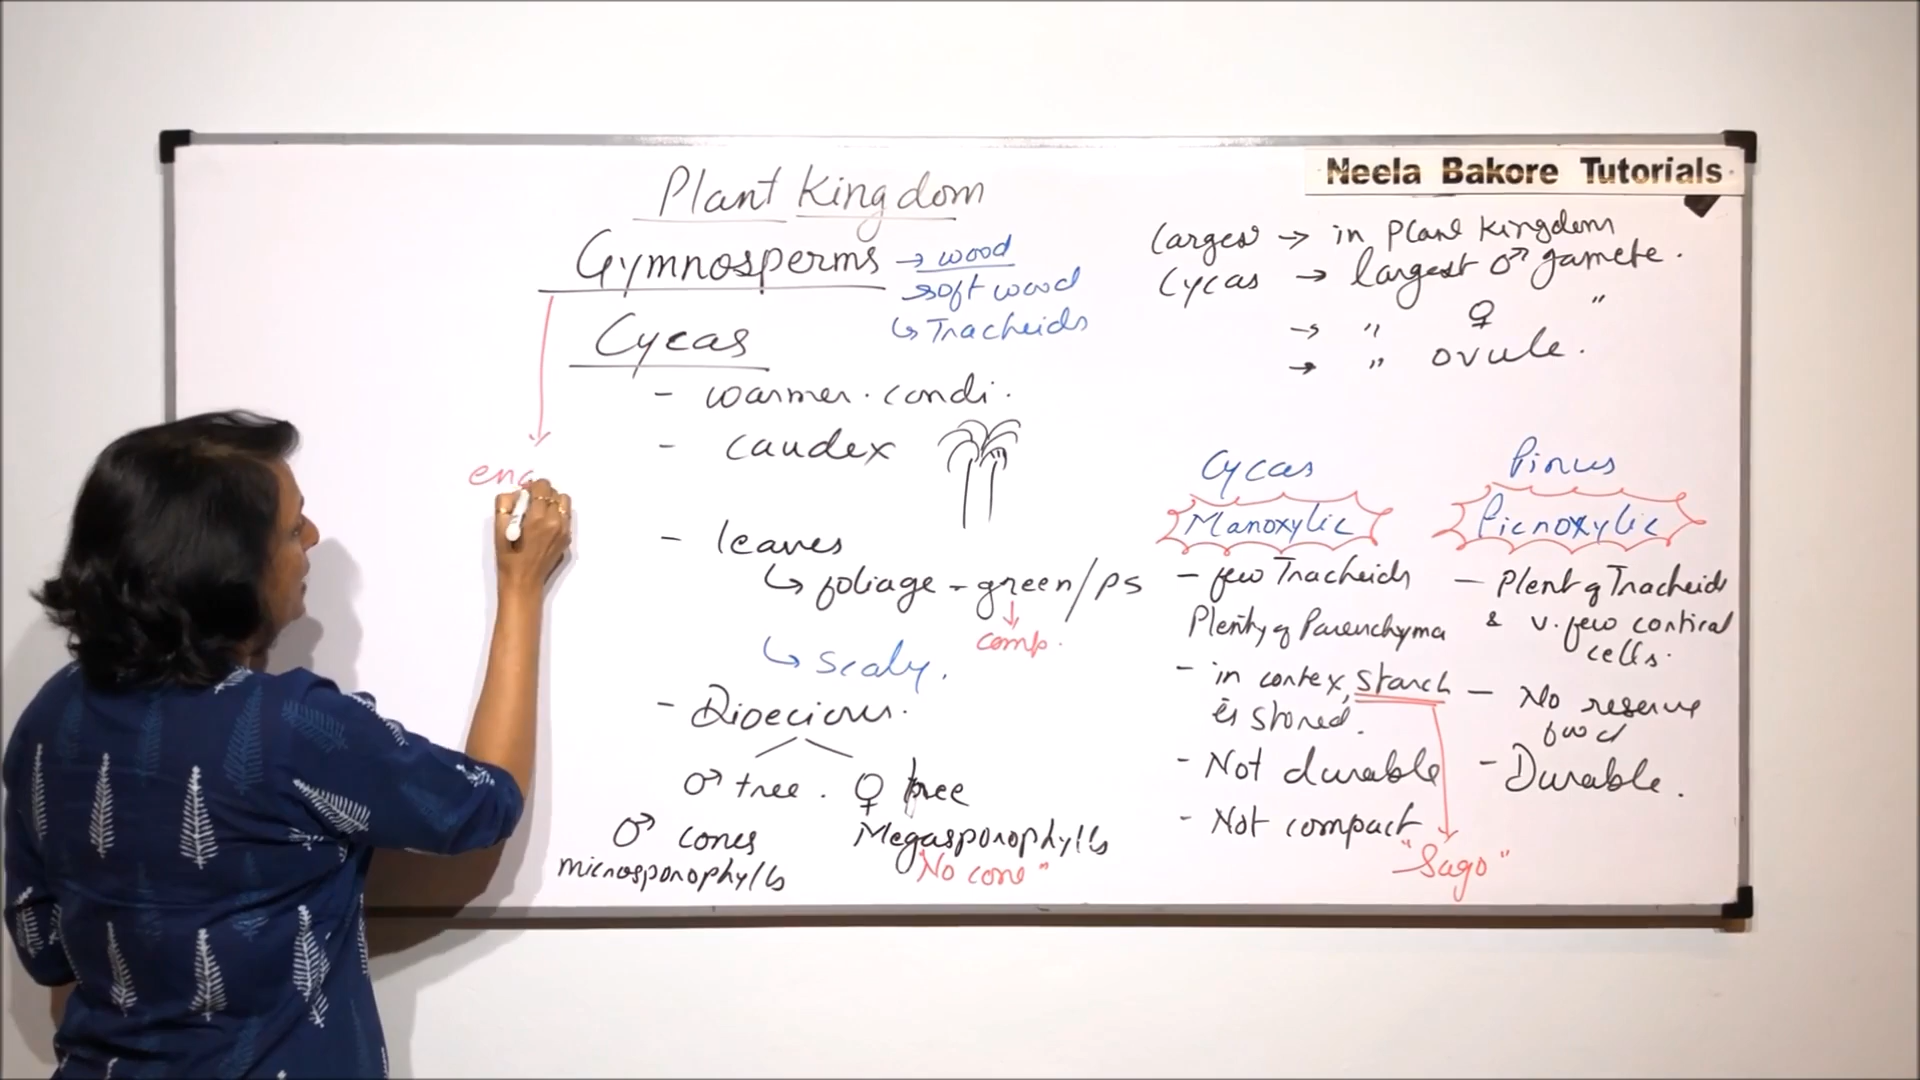 Neela Bakore Tutorials
Plant Kingdom
Gymnosperms → wood
→ soft wood
↳ Tracheids
Cycas
- warmer. condi.
- caudex
- leaves
↳ foliage - green/PS
↓
comp.
↳ Scaly.
- Dioecious.
♂ tree. ♀ tree
♂ cones
microsporophylls
Megasporophylls
"No cone"
en
Largest → in Plant Kingdom
Cycas → largest ♂ gamete.
→ " ♀ "
→ " ovule.
Cycas
Manoxylic
- few Tracheids
Plenty of Parenchyma
- in cortex, starch
is stored.
- Not durable
- Not compact
"Sago"
Pinus
Picnoxylic
- Plent of Tracheids
& v. few cortical
cells.
- No reserve
food
- Durable.